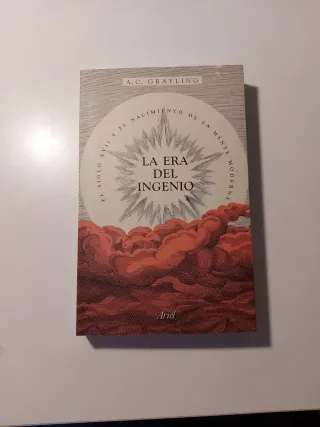 A.C. GRAYLING
EL SIGLO XVII Y EL NACIMIENTO DE LA MENTE MODERNA
LA ERA
DEL
INGENIO
Ariel